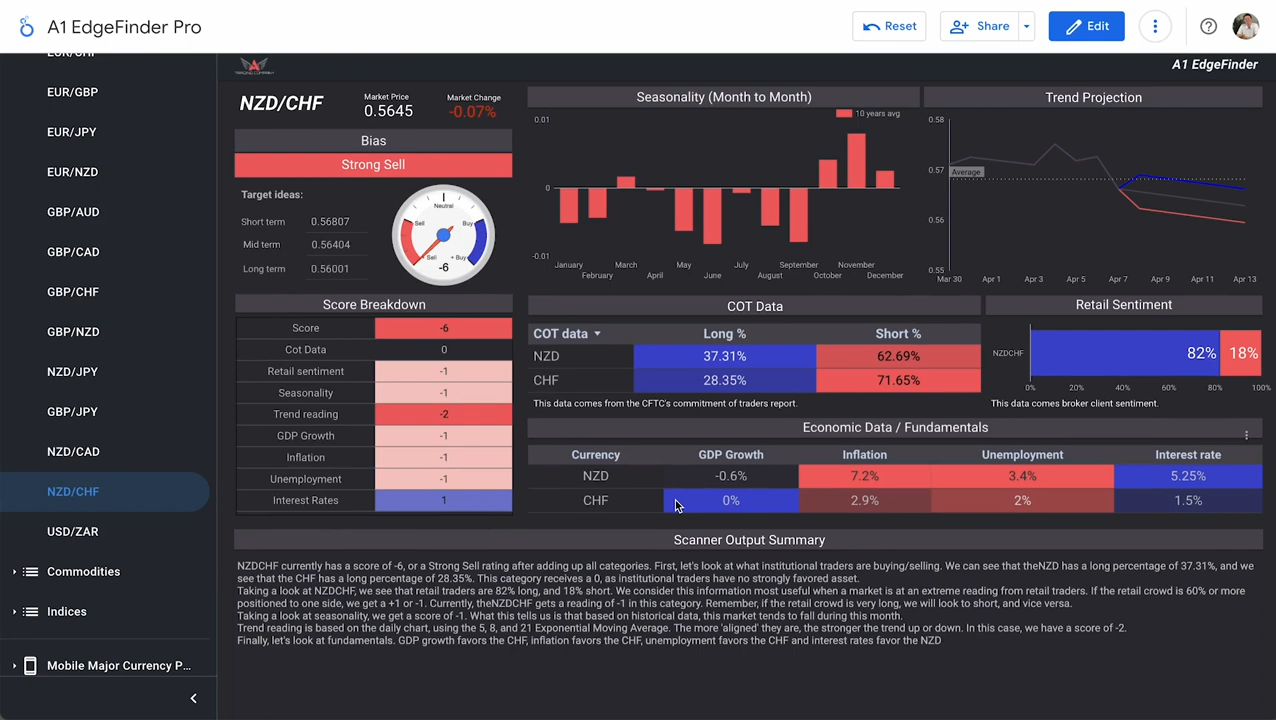 A1 EdgeFinder Pro
Reset
Share
Edit
EUR/CHF
EUR/GBP
EUR/JPY
EUR/NZD
GBP/AUD
GBP/CAD
GBP/CHF
GBP/NZD
NZD/JPY
GBP/JPY
NZD/CAD
NZD/CHF
USD/ZAR
Commodities
Indices
Mobile Major Currency P...
A1 EdgeFinder
A
TRADING COMPANY
NZD/CHF
Market Price
0.5645
Market Change
-0.07%
Bias
Strong Sell
Target ideas:
Short term 0.56807
Mid term 0.56404
Long term 0.56001
Neutral
Sell Buy
- Sell + Buy
-6
Score Breakdown
Score -6
Cot Data 0
Retail sentiment -1
Seasonality -1
Trend reading -2
GDP Growth -1
Inflation -1
Unemployment -1
Interest Rates 1
Seasonality (Month to Month)
10 years avg
0.01
0
-0.01
January February March April May June July August September October November December
Trend Projection
0.58
0.57
0.56
0.55
Average
Mar 30 Apr 1 Apr 3 Apr 5 Apr 7 Apr 9 Apr 11 Apr 13
COT Data
COT data Long % Short %
NZD 37.31% 62.69%
CHF 28.35% 71.65%
This data comes from the CFTC's commitment of traders report.
Retail Sentiment
NZDCHF 82% 18%
0% 20% 40% 60% 80% 100%
This data comes broker client sentiment.
Economic Data / Fundamentals
Currency GDP Growth Inflation Unemployment Interest rate
NZD -0.6% 7.2% 3.4% 5.25%
CHF 0% 2.9% 2% 1.5%
Scanner Output Summary
NZDCHF currently has a score of -6, or a Strong Sell rating after adding up all categories. First, let's look at what institutional traders are buying/selling. We can see that theNZD has a long percentage of 37.31%, and we
see that the CHF has a long percentage of 28.35%. This category receives a 0, as institutional traders have no strongly favored asset.
Taking a look at NZDCHF, we see that retail traders are 82% long, and 18% short. We consider this information most useful when a market is at an extreme reading from retail traders. If the retail crowd is 60% or more
positioned to one side, we get a +1 or -1. Currently, theNZDCHF gets a reading of -1 in this category. Remember, if the retail crowd is very long, we will look to short, and vice versa.
Taking a look at seasonality, we get a score of -1. What this tells us is that based on historical data, this market tends to fall during this month.
Trend reading is based on the daily chart, using the 5, 8, and 21 Exponential Moving Average. The more 'aligned' they are, the stronger the trend up or down. In this case, we have a score of -2.
Finally, let's look at fundamentals. GDP growth favors the CHF, inflation favors the CHF, unemployment favors the CHF and interest rates favor the NZD